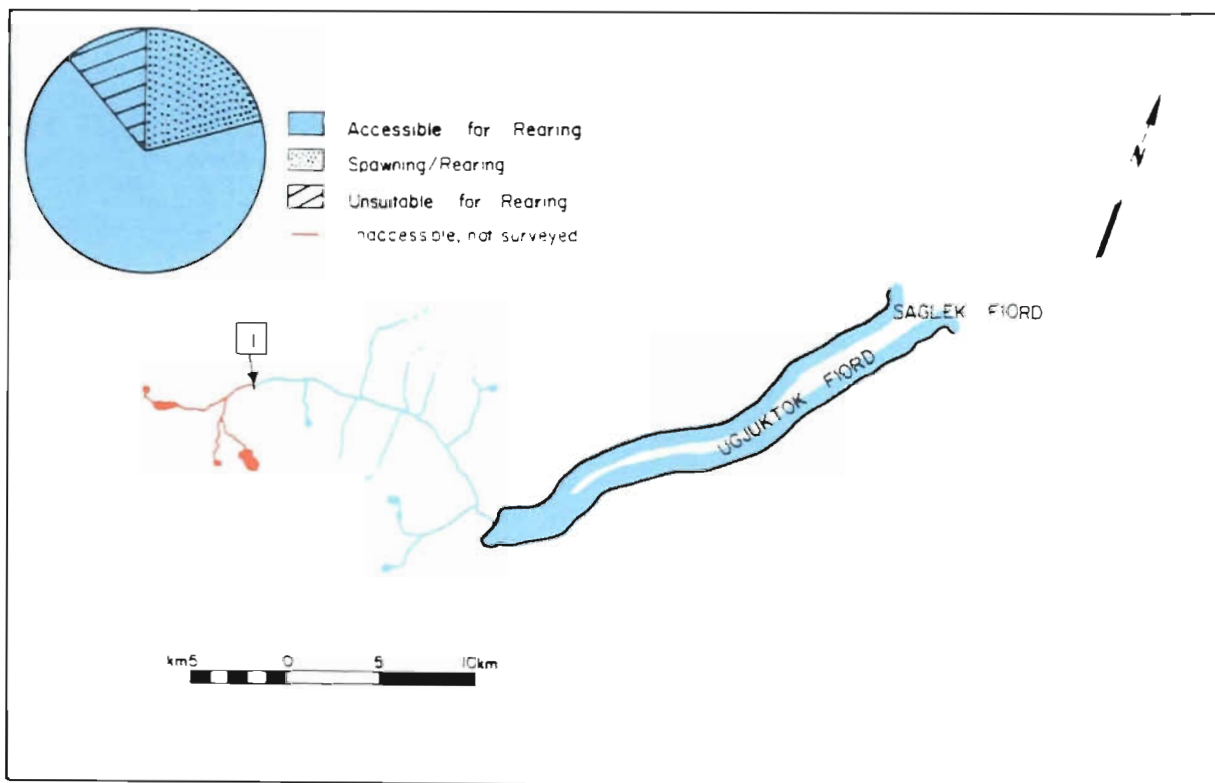 Accessible for Rearing
Spawning/Rearing
Unsuitable for Rearing
naccessible, not surveyed
N
SAGLEK FIORD
1
UGJUKTOK FIORD
km5 0 5 10km